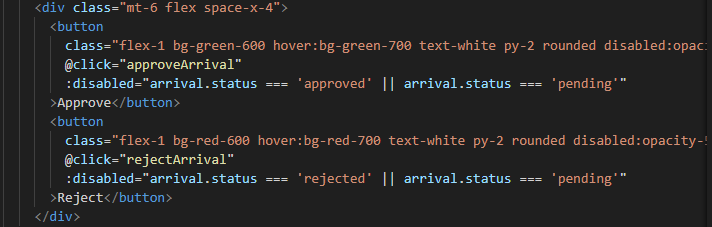 <div class="mt-6 flex space-x-4">
<button
class="flex-1 bg-green-600 hover:bg-green-700 text-white py-2 rounded disabled:opac
@click="approveArrival"
:disabled="arrival.status === 'approved' || arrival.status === 'pending'"
>Approve</button>
<button
class="flex-1 bg-red-600 hover:bg-red-700 text-white py-2 rounded disabled:opacity-5
@click="rejectArrival"
:disabled="arrival.status === 'rejected' || arrival.status === 'pending'"
>Reject</button>
</div>